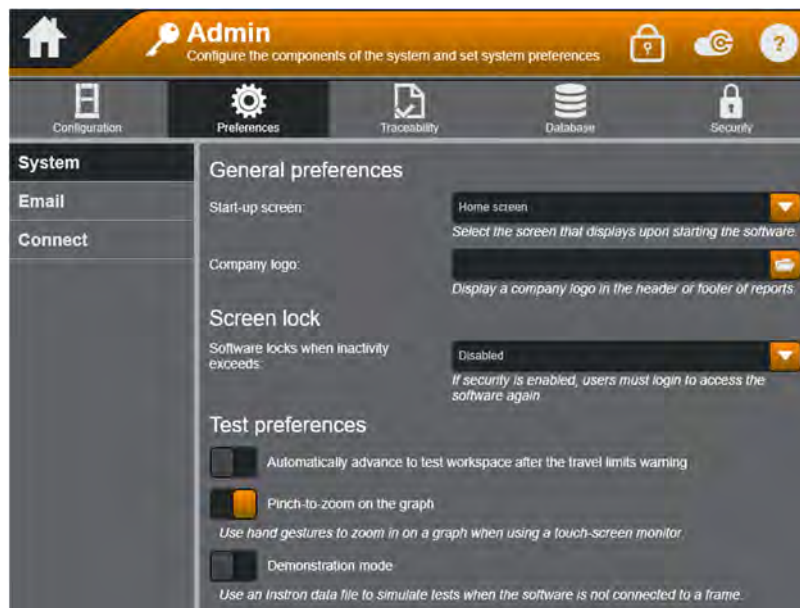 Admin
Configure the components of the system and set system preferences
?
Configuration
Preferences
Traceability
Database
Security
System
Email
Connect
General preferences
Start-up screen:
Home screen
Select the screen that displays upon starting the software.
Company logo:
Display a company logo in the header or footer of reports.
Screen lock
Software locks when inactivity
exceeds:
Disabled
If security is enabled, users must login to access the
software again
Test preferences
Automatically advance to test workspace after the travel limits warning
Pinch-to-zoom on the graph
Use hand gestures to zoom in on a graph when using a touch-screen monitor.
Demonstration mode
Use an Instron data file to simulate tests when the software is not connected to a frame.